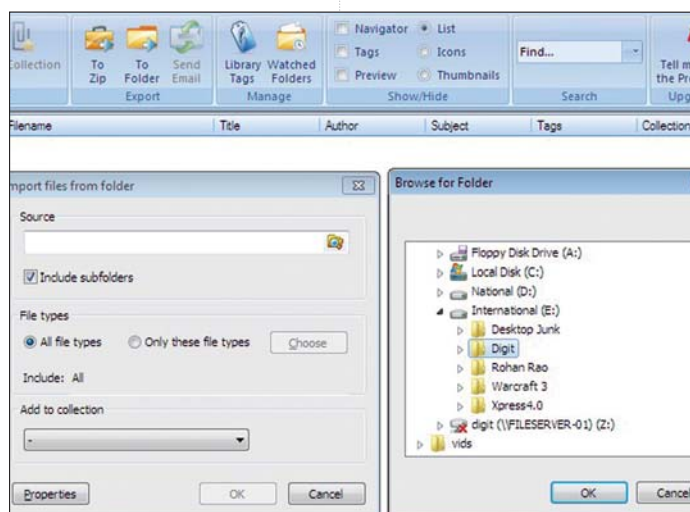 Navigator List
Collection To Zip To Folder Send Email Library Tags Watched Folders Tags Icons Find...
Preview Thumbnails Tell m
the Pro
Export Manage Show/Hide Search Upg
Filename Title Author Subject Tags Collection
mport files from folder
Source
Include subfolders
File types
All file types Only these file types Choose
Include: All
Add to collection
-
Properties OK Cancel
Browse for Folder
Floppy Disk Drive (A:)
Local Disk (C:)
National (D:)
International (E:)
Desktop Junk
Digit
Rohan Rao
Warcraft 3
Xpress4.0
digit (\\FILESERVER-01) (Z:)
vids
OK Cancel